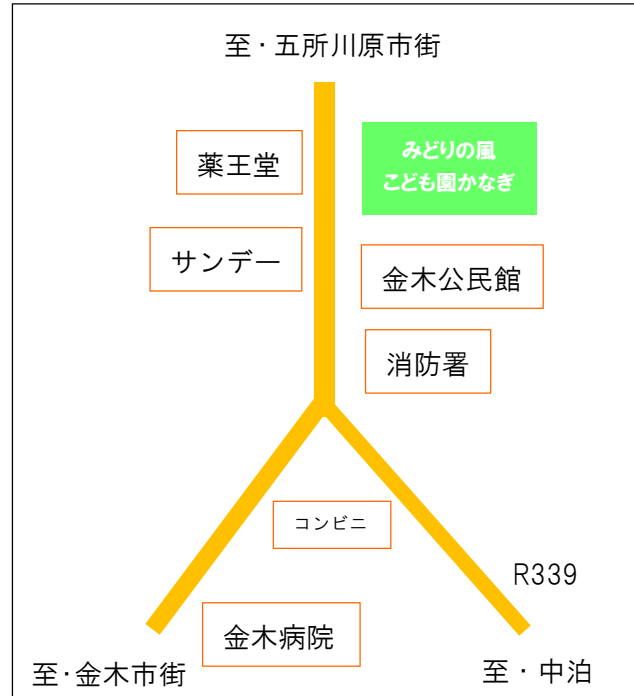 至・五所川原市街
薬王堂
みどりの風
こども園かなぎ
サンデー
金木公民館
消防署
コンビニ
R339
金木病院
至・金木市街
至・中泊